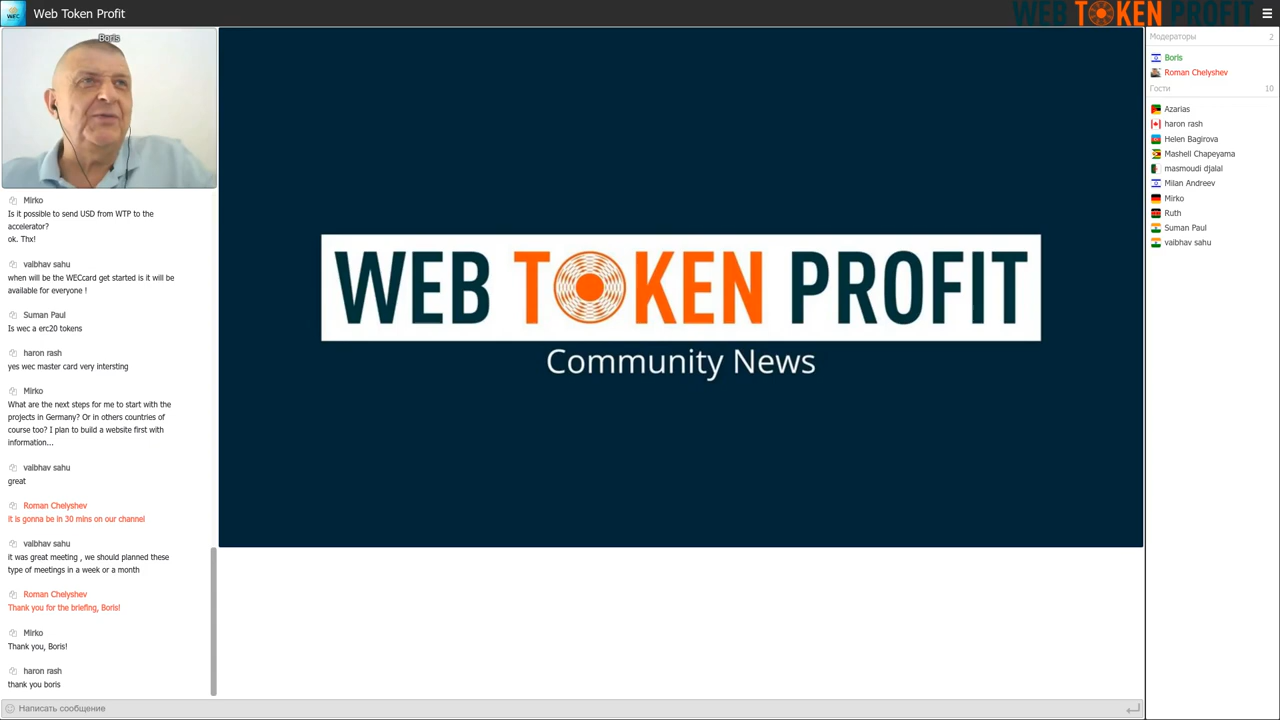 WEC
Web Token Profit
WEB TOKEN PROFIT
Boris
Mirko
Is it possible to send USD from WTP to the
accelerator?
ok. Thx!
vaibhav sahu
when will be the WECcard get started is it will be
available for everyone !
Suman Paul
Is wec a erc20 tokens
haron rash
yes wec master card very intersting
Mirko
What are the next steps for me to start with the
projects in Germany? Or in others countries of
course too? I plan to build a website first with
information...
vaibhav sahu
great
Roman Chelyshev
it is gonna be in 30 mins on our channel
vaibhav sahu
it was great meeting , we should planned these
type of meetings in a week or a month
Roman Chelyshev
Thank you for the briefing, Boris!
Mirko
Thank you, Boris!
haron rash
thank you boris
Написать сообщение
WEB TOKEN PROFIT
Community News
Модераторы 2
Boris
Roman Chelyshev
Гости 10
Azarias
haron rash
Helen Bagirova
Mashell Chapeyama
masmoudi djalal
Milan Andreev
Mirko
Ruth
Suman Paul
vaibhav sahu